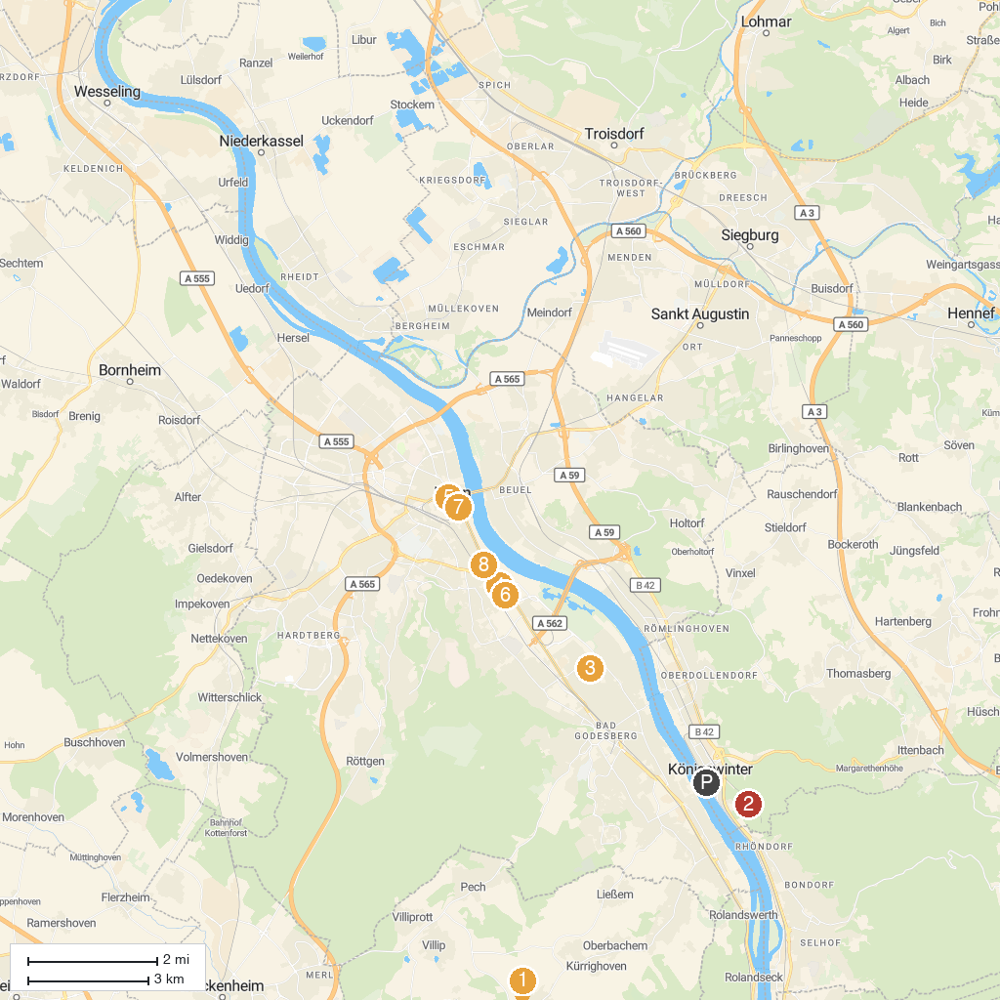 Lohmar
Bich
Algert
Straße
Libur
Weilerhof
Ranzel
Birk
Albach
Heide
Lülsdorf
SPICH
Wesseling
Stockem
Uckendorf
Troisdorf
Niederkassel
OBERLAR
KELDENICH
Urfeld
KRIEGSDORF
TROISDORF-
WEST
BRÜCKBERG
DREESCH
A 3
SIEGLAR
A 560
Siegburg
Widdig
ESCHMAR
MENDEN
Sechtem
Weingartsgass
A 555
RHEIDT
Uedorf
MÜLLDORF
Buisdorf
MÜLLEKOVEN
Meindorf
Sankt Augustin
Hennef
BERGHEIM
A 560
Hersel
Panneschopp
ORT
Bornheim
A 565
Waldorf
HANGELAR
Bisdorf
Brenig
Roisdorf
A 3
A 555
Birlinghoven
Söven
Rott
A 59
Alfter
BEUEL
Rauschendorf
7
Blankenbach
Holtorf
Stieldorf
A 59
Gielsdorf
Oberholtorf
Bockeroth
Jüngsfeld
8
Vinxel
Oedekoven
A 565
B 42
6
Impekoven
A 562
Hartenberg
Nettekoven
HARDTBERG
RÖMLINGHOVEN
3
OBERDOLLENDORF
Thomasberg
Witterschlick
BAD
GODESBERG
B 42
Buschhoven
Hohn
Ittenbach
Volmershoven
Röttgen
Margarethenhöhe
P
2
Morenhoven
Bahnhof
Kottenforst
RHÖNDORF
Müttinghoven
Flerzheim
Pech
Ließem
BONDORF
Villiprott
Rolandswerth
Ramershoven
Villip
Oberbachem
SELHOF
2 mi
Kürrighoven
3 km
MERL
1
Rolandseck